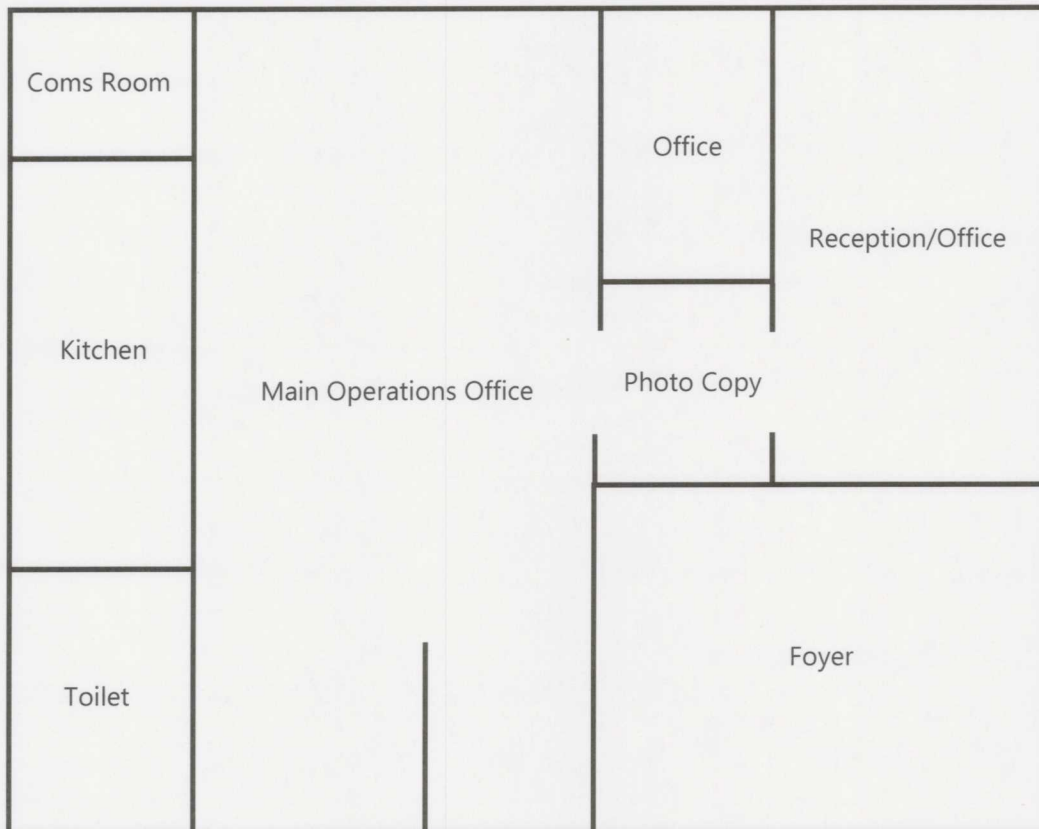 Coms Room
Office
Reception/Office
Kitchen
Main Operations Office
Photo Copy
Foyer
Toilet